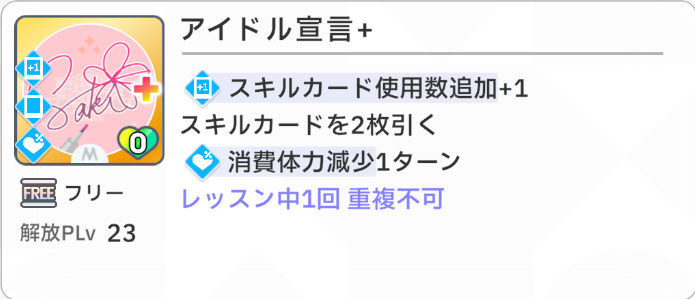 アイドル宣言+
+1
Saki
M
0
+1 スキルカード使用数追加+1
スキルカードを2枚引く
消費体力減少1ターン
レッスン中1回 重複不可
FREE フリー
解放PLv 23